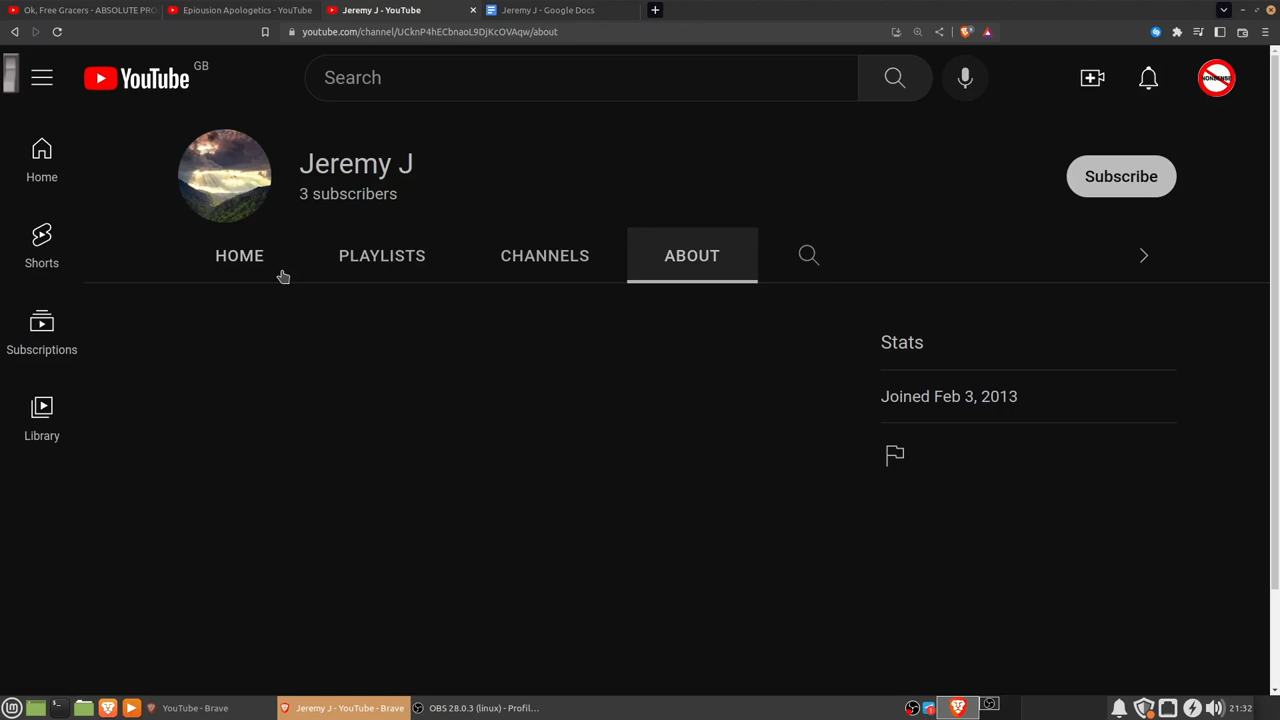 Ok, Free Gracers - ABSOLUTE PRO
Epiousion Apologetics - YouTube
Jeremy J - YouTube
Jeremy J - Google Docs
youtube.com/channel/UCknP4hECbnaoL9DjKcOVAqw/about
YouTube GB
Search
NONSENSE
Home
Shorts
Subscriptions
Library
Jeremy J
3 subscribers
Subscribe
HOME PLAYLISTS CHANNELS ABOUT
Stats
Joined Feb 3, 2013
YouTube - Brave
Jeremy J - YouTube - Brave
OBS 28.0.3 (linux) - Profil...
21:32